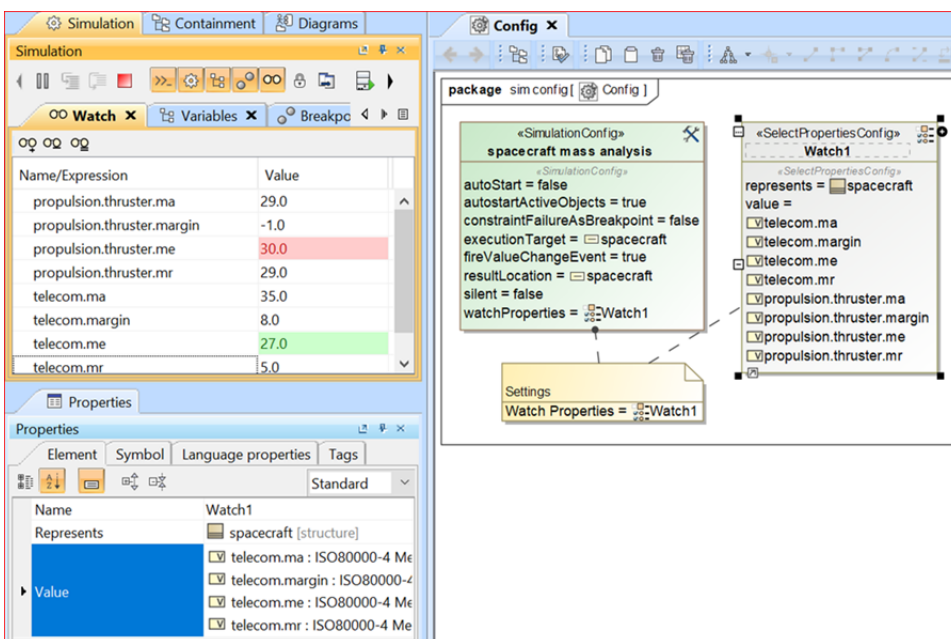 Simulation Containment Diagrams
Simulation
Watch Variables Breakpo
Name/Expression Value
propulsion.thruster.ma 29.0
propulsion.thruster.margin -1.0
propulsion.thruster.me 30.0
propulsion.thruster.mr 29.0
telecom.ma 35.0
telecom.margin 8.0
telecom.me 27.0
telecom.mr 5.0
Properties
Properties
Element Symbol Language properties Tags
Standard
Name Watch1
Represents spacecraft [structure]
Value
telecom.ma : ISO80000-4 Me
telecom.margin : ISO80000-4
telecom.me : ISO80000-4 Me
telecom.mr : ISO80000-4 Me
Config
package sim config[ Config ]
«SimulationConfig»
spacecraft mass analysis
«SimulationConfig»
autoStart = false
autostartActiveObjects = true
constraintFailureAsBreakpoint = false
executionTarget = spacecraft
fireValueChangeEvent = true
resultLocation = spacecraft
silent = false
watchProperties = Watch1
«SelectPropertiesConfig»
Watch1
«SelectPropertiesConfig»
represents = spacecraft
value =
telecom.ma
telecom.margin
telecom.me
telecom.mr
propulsion.thruster.ma
propulsion.thruster.margin
propulsion.thruster.me
propulsion.thruster.mr
Settings
Watch Properties = Watch1